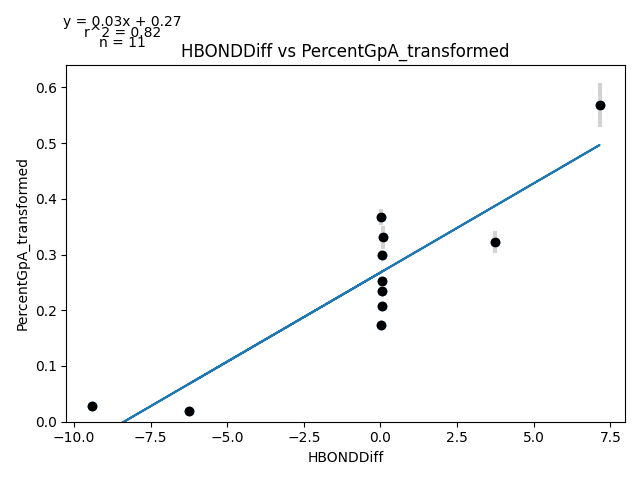 y = 0.03x + 0.27
r^2 = 0.82
n = 11
HBONDDiff vs PercentGpA_transformed
PercentGpA_transformed
0.6
0.5
0.4
0.3
0.2
0.1
0.0
−10.0 −7.5 −5.0 −2.5 0.0 2.5 5.0 7.5
HBONDDiff